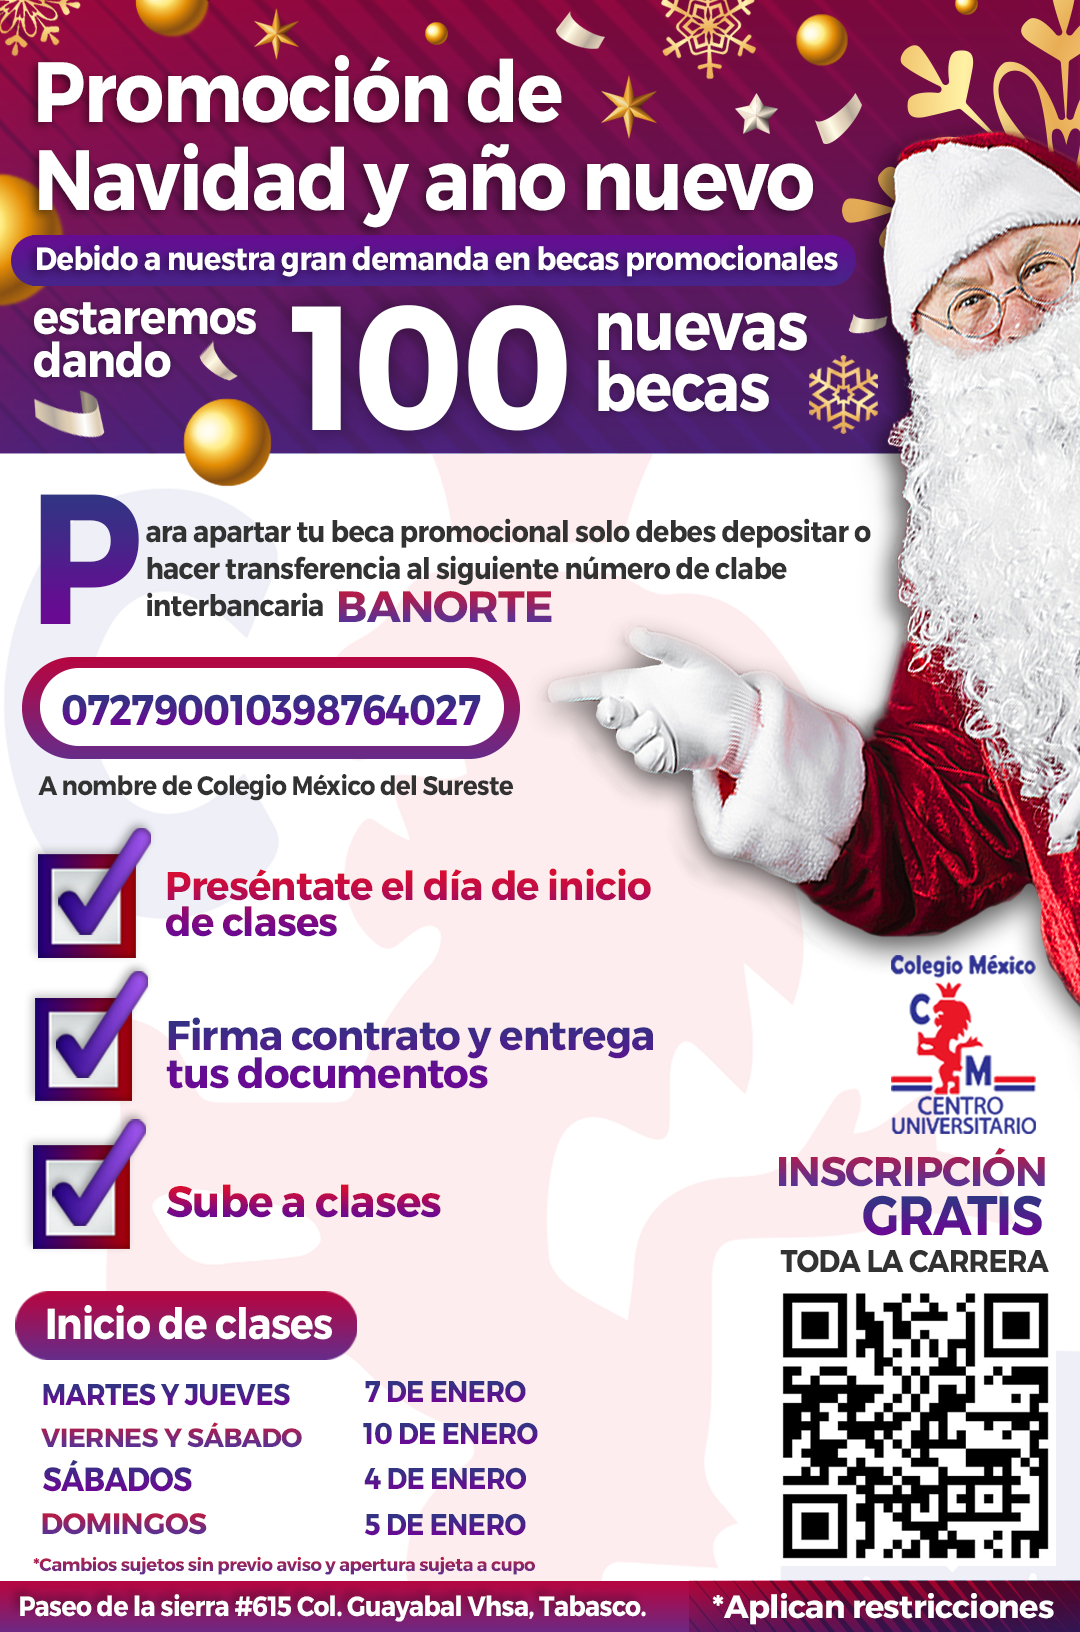 Promoción de
Navidad y año nuevo
Debido a nuestra gran demanda en becas promocionales
estaremos
dando
100
nuevas
becas
Para apartar tu beca promocional solo debes depositar o
hacer transferencia al siguiente número de clabe
interbancaria BANORTE
072790010398764027
A nombre de Colegio México del Sureste
Preséntate el día de inicio
de clases
Firma contrato y entrega
tus documentos
Sube a clases
Colegio México
C
M
CENTRO
UNIVERSITARIO
INSCRIPCIÓN
GRATIS
TODA LA CARRERA
Inicio de clases
MARTES Y JUEVES 7 DE ENERO
VIERNES Y SÁBADO 10 DE ENERO
SÁBADOS 4 DE ENERO
DOMINGOS 5 DE ENERO
*Cambios sujetos sin previo aviso y apertura sujeta a cupo
Paseo de la sierra #615 Col. Guayabal Vhsa, Tabasco.
*Aplican restricciones